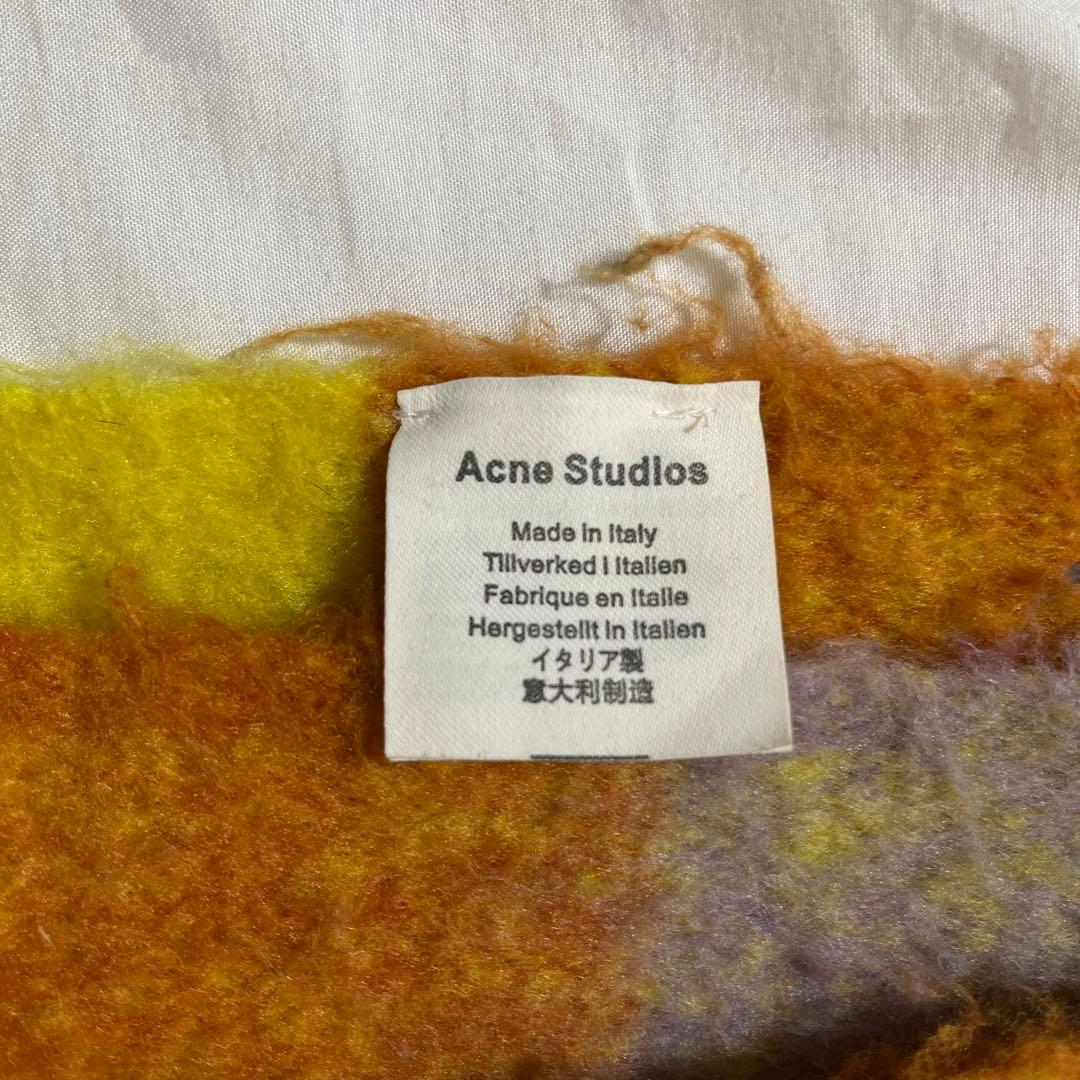 Acne Studios
Made in Italy
Tillverked i Italien
Fabrique en Italie
Hergestellt in Italien
イタリア製
意大利制造